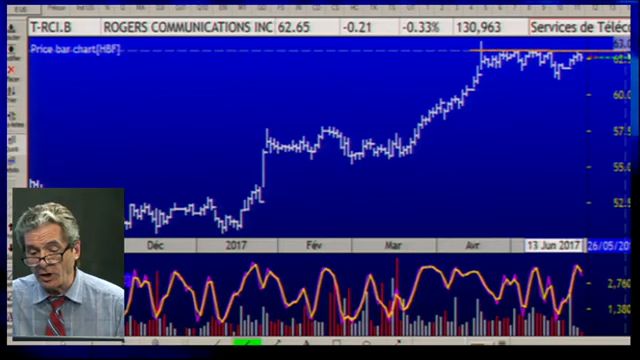 T-RCI.B ROGERS COMMUNICATIONS INC 62.65 -0.21 -0.33% 130,963 Services de Téléc
Price bar chart[HBF]
60.0
57.5
55.0
52.5
Déc 2017 Fév Mar Avr 13 Jun 2017 26/05/20
2,760
1,380